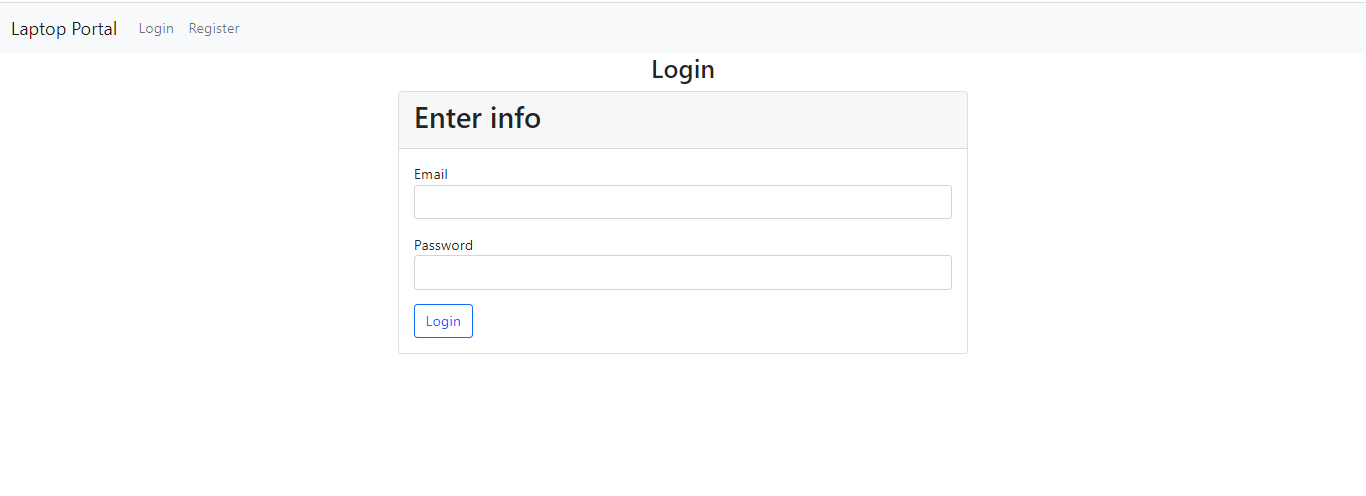 Laptop Portal Login Register
Login
Enter info
Email
Password
Login